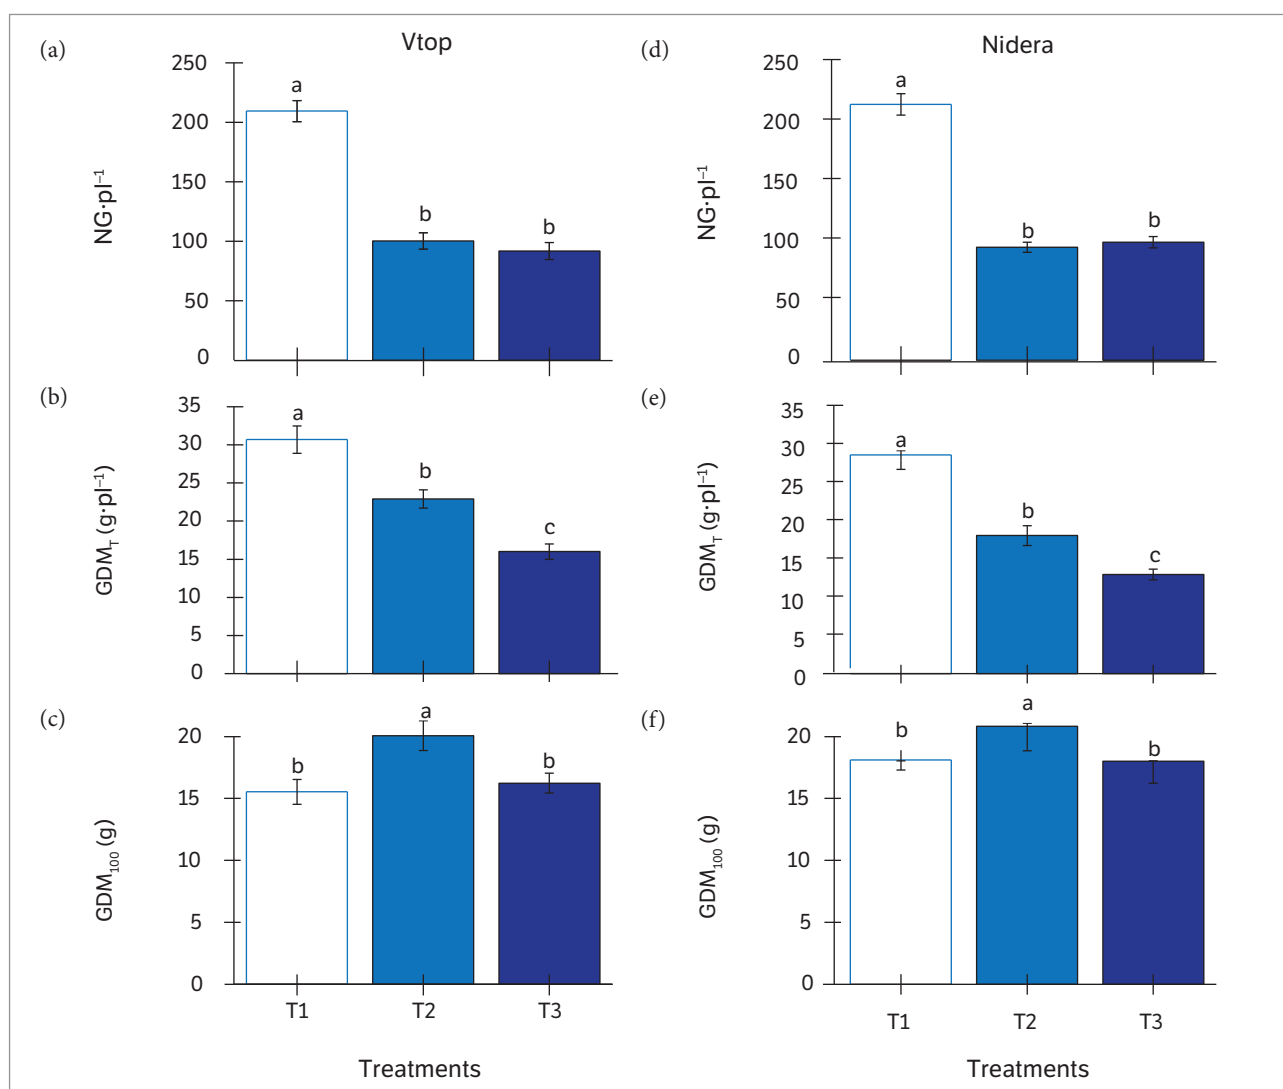 (a)
Vtop
250
200
150
100
50
0
NG·pl⁻¹
a
b
b
(b)
35
30
25
20
15
10
5
0
GDM_T (g·pl⁻¹)
a
b
c
(c)
20
15
10
5
0
GDM₁₀₀ (g)
b
a
b
T1 T2 T3
Treatments
(d)
Nidera
250
200
150
100
50
0
NG·pl⁻¹
a
b
b
(e)
35
30
25
20
15
10
5
0
GDM_T (g·pl⁻¹)
a
b
c
(f)
20
15
10
5
0
GDM₁₀₀ (g)
b
a
b
T1 T2 T3
Treatments